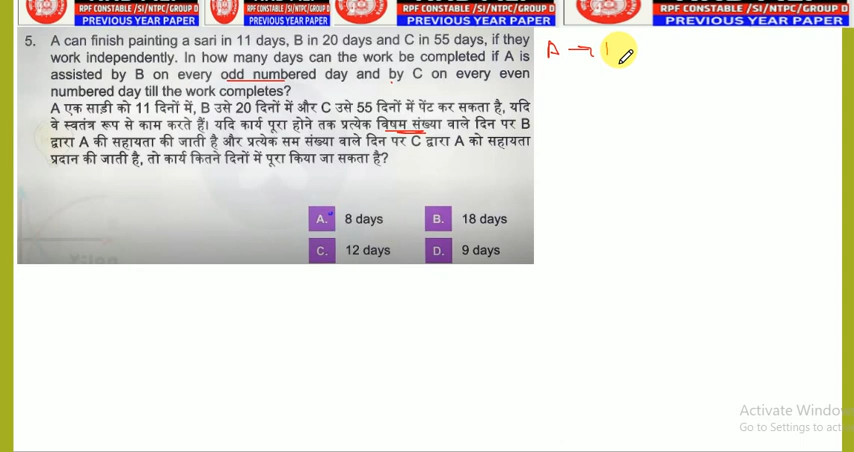 RPF CONSTABLE /SI/NTPC/GROUP D
PREVIOUS YEAR PAPER
RPF CONSTABLE /SI/NTPC/GROUP D
PREVIOUS YEAR PAPER
RPF CONSTABLE /SI/NTPC/GROUP D
PREVIOUS YEAR PAPER
RPF CONSTABLE /SI/NTPC/GROUP D
PREVIOUS YEAR PAPER
5. A can finish painting a sari in 11 days, B in 20 days and C in 55 days, if they
work independently. In how many days can the work be completed if A is
assisted by B on every odd numbered day and by C on every even
numbered day till the work completes?
A एक साड़ी को 11 दिनों में, B उसे 20 दिनों में और C उसे 55 दिनों में पेंट कर सकता है, यदि
वे स्वतंत्र रूप से काम करते हैं। यदि कार्य पूरा होने तक प्रत्येक विषम संख्या वाले दिन पर B
द्वारा A की सहायता की जाती है और प्रत्येक सम संख्या वाले दिन पर C द्वारा A को सहायता
प्रदान की जाती है, तो कार्य कितने दिनों में पूरा किया जा सकता है?
A. 8 days B. 18 days
C. 12 days D. 9 days
A → 1
Activate Window
Go to Settings to act